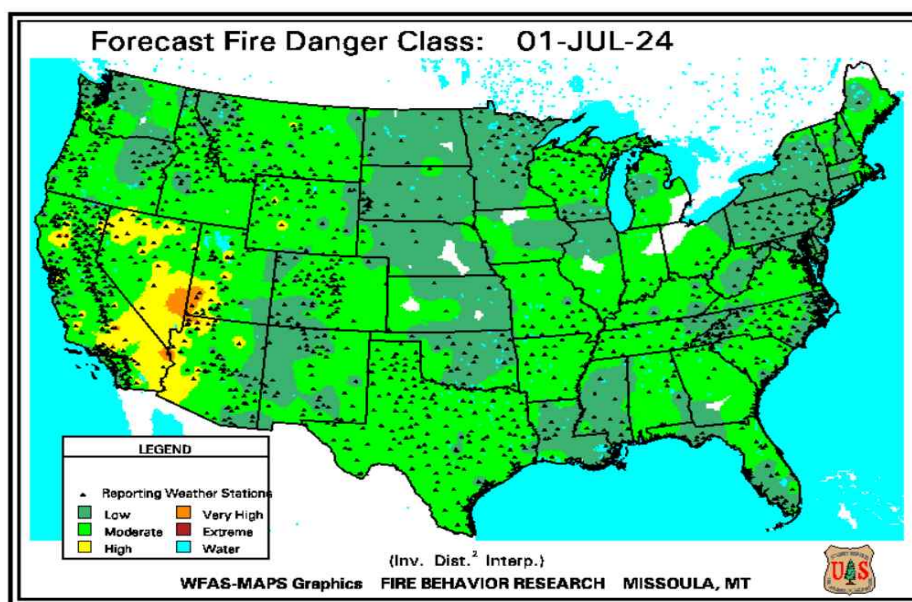 Forecast Fire Danger Class: 01-JUL-24
LEGEND
Reporting Weather Stations
Low
Moderate
High
Very High
Extreme
Water
(Inv. Dist.² Interp.)
WFAS-MAPS Graphics FIRE BEHAVIOR RESEARCH MISSOULA, MT
US